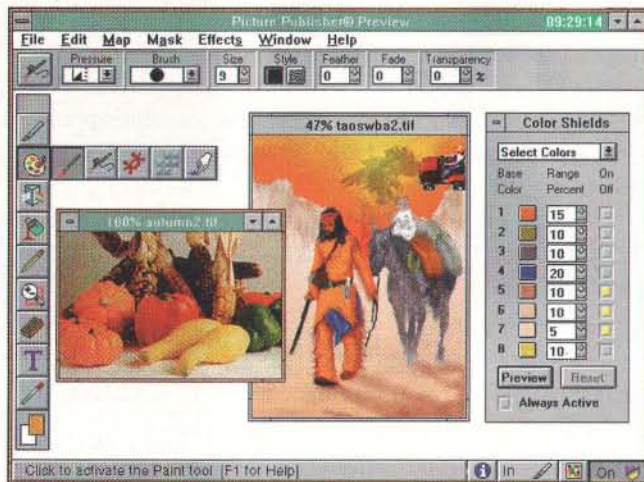 Picture Publisher® Preview 09:29:14
File Edit Map Mask Effects Window Help
Pressure Brush Size Style Feather Fade Transparency
9 0 0 0 %
47% taoswba2.tif
Color Shields
Select Colors
Base Range On
Color Percent Off
100% autumn2.tif
1 15
2 10
3 10
4 20
5 10
6 10
7 5
8 10
Preview Reset
Always Active
T
Click to activate the Paint tool [F1 for Help] i In On